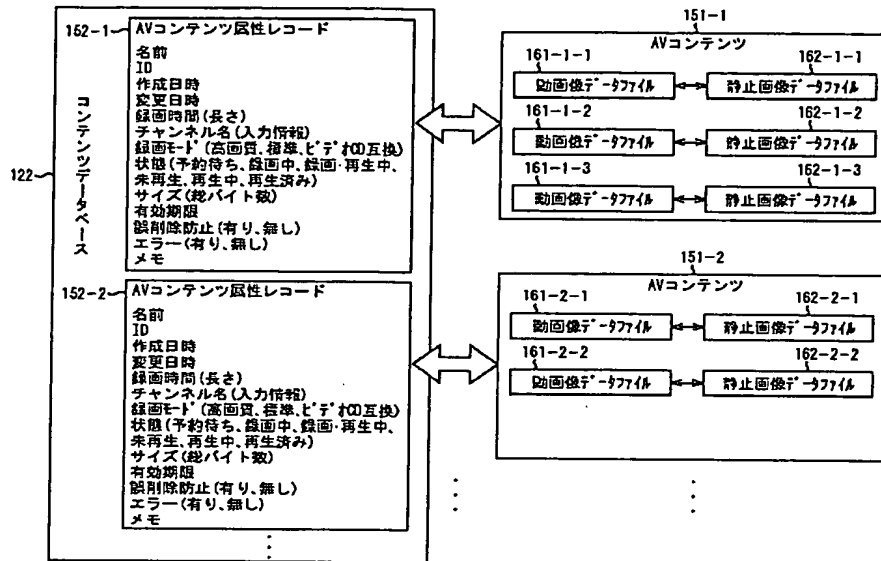 122
コンテンツデータベース
152-1
AVコンテンツ属性レコード
名前
ID
作成日時
変更日時
録画時間(長さ)
チャンネル名(入力情報)
録画モード(高画質、標準、ビデオCD互換)
状態(予約待ち、録画中、録画・再生中、
未再生、再生中、再生済み)
サイズ(総バイト数)
有効期限
誤削除防止(有り、無し)
エラー(有り、無し)
メモ
152-2
AVコンテンツ属性レコード
名前
ID
作成日時
変更日時
録画時間(長さ)
チャンネル名(入力情報)
録画モード(高画質、標準、ビデオCD互換)
状態(予約待ち、録画中、録画・再生中、
未再生、再生中、再生済み)
サイズ(総バイト数)
有効期限
誤削除防止(有り、無し)
エラー(有り、無し)
メモ
151-1
AVコンテンツ
161-1-1
動画像データファイル
162-1-1
静止画像データファイル
161-1-2
動画像データファイル
162-1-2
静止画像データファイル
161-1-3
動画像データファイル
162-1-3
静止画像データファイル
151-2
AVコンテンツ
161-2-1
動画像データファイル
162-2-1
静止画像データファイル
161-2-2
動画像データファイル
162-2-2
静止画像データファイル